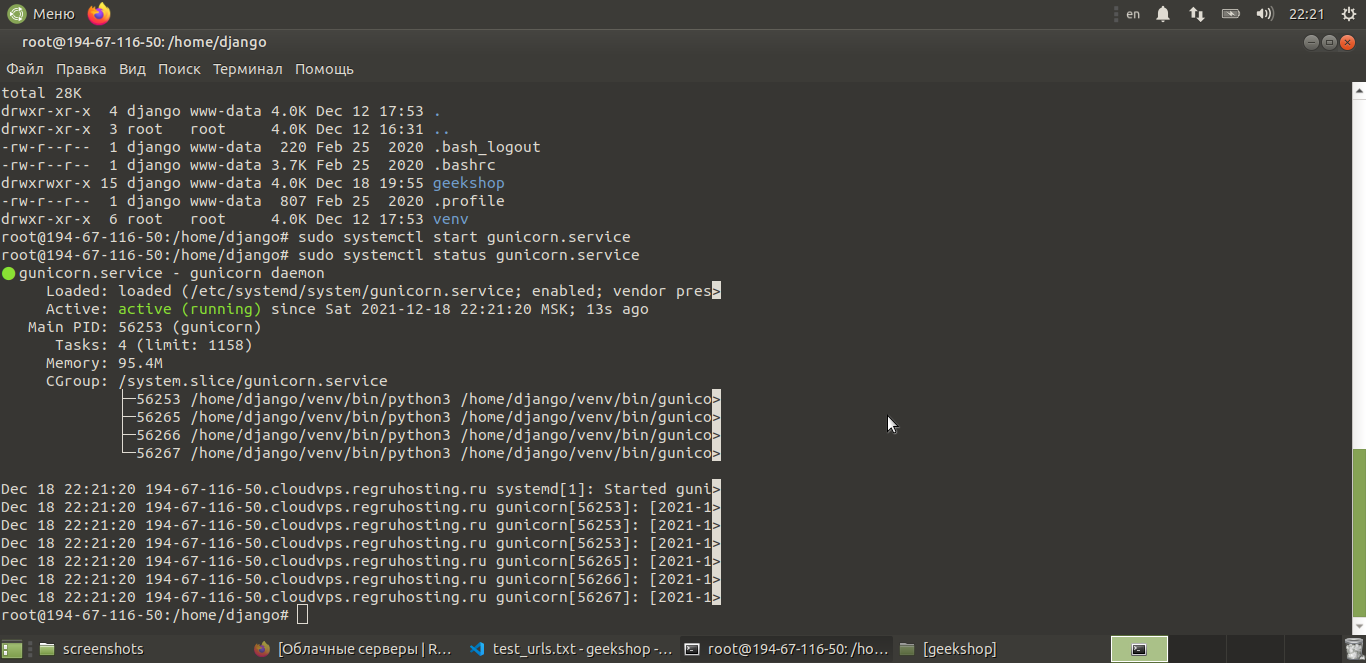 Меню en 22:21
root@194-67-116-50: /home/django
Файл Правка Вид Поиск Терминал Помощь
total 28K
drwxr-xr-x  4 django www-data 4.0K Dec 12 17:53 .
drwxr-xr-x  3 root   root     4.0K Dec 12 16:31 ..
-rw-r--r--  1 django www-data  220 Feb 25  2020 .bash_logout
-rw-r--r--  1 django www-data 3.7K Feb 25  2020 .bashrc
drwxrwxr-x 15 django www-data 4.0K Dec 18 19:55 geekshop
-rw-r--r--  1 django www-data  807 Feb 25  2020 .profile
drwxr-xr-x  6 root   root     4.0K Dec 12 17:53 venv
root@194-67-116-50:/home/django# sudo systemctl start gunicorn.service
root@194-67-116-50:/home/django# sudo systemctl status gunicorn.service
● gunicorn.service - gunicorn daemon
     Loaded: loaded (/etc/systemd/system/gunicorn.service; enabled; vendor pres>
     Active: active (running) since Sat 2021-12-18 22:21:20 MSK; 13s ago
   Main PID: 56253 (gunicorn)
      Tasks: 4 (limit: 1158)
     Memory: 95.4M
     CGroup: /system.slice/gunicorn.service
             ├─56253 /home/django/venv/bin/python3 /home/django/venv/bin/gunico>
             ├─56265 /home/django/venv/bin/python3 /home/django/venv/bin/gunico>
             ├─56266 /home/django/venv/bin/python3 /home/django/venv/bin/gunico>
             └─56267 /home/django/venv/bin/python3 /home/django/venv/bin/gunico>
Dec 18 22:21:20 194-67-116-50.cloudvps.regruhosting.ru systemd[1]: Started guni>
Dec 18 22:21:20 194-67-116-50.cloudvps.regruhosting.ru gunicorn[56253]: [2021-1>
Dec 18 22:21:20 194-67-116-50.cloudvps.regruhosting.ru gunicorn[56253]: [2021-1>
Dec 18 22:21:20 194-67-116-50.cloudvps.regruhosting.ru gunicorn[56253]: [2021-1>
Dec 18 22:21:20 194-67-116-50.cloudvps.regruhosting.ru gunicorn[56265]: [2021-1>
Dec 18 22:21:20 194-67-116-50.cloudvps.regruhosting.ru gunicorn[56266]: [2021-1>
Dec 18 22:21:20 194-67-116-50.cloudvps.regruhosting.ru gunicorn[56267]: [2021-1>
root@194-67-116-50:/home/django#
screenshots [Облачные серверы | R... test_urls.txt - geekshop -... root@194-67-116-50: /ho... [geekshop]